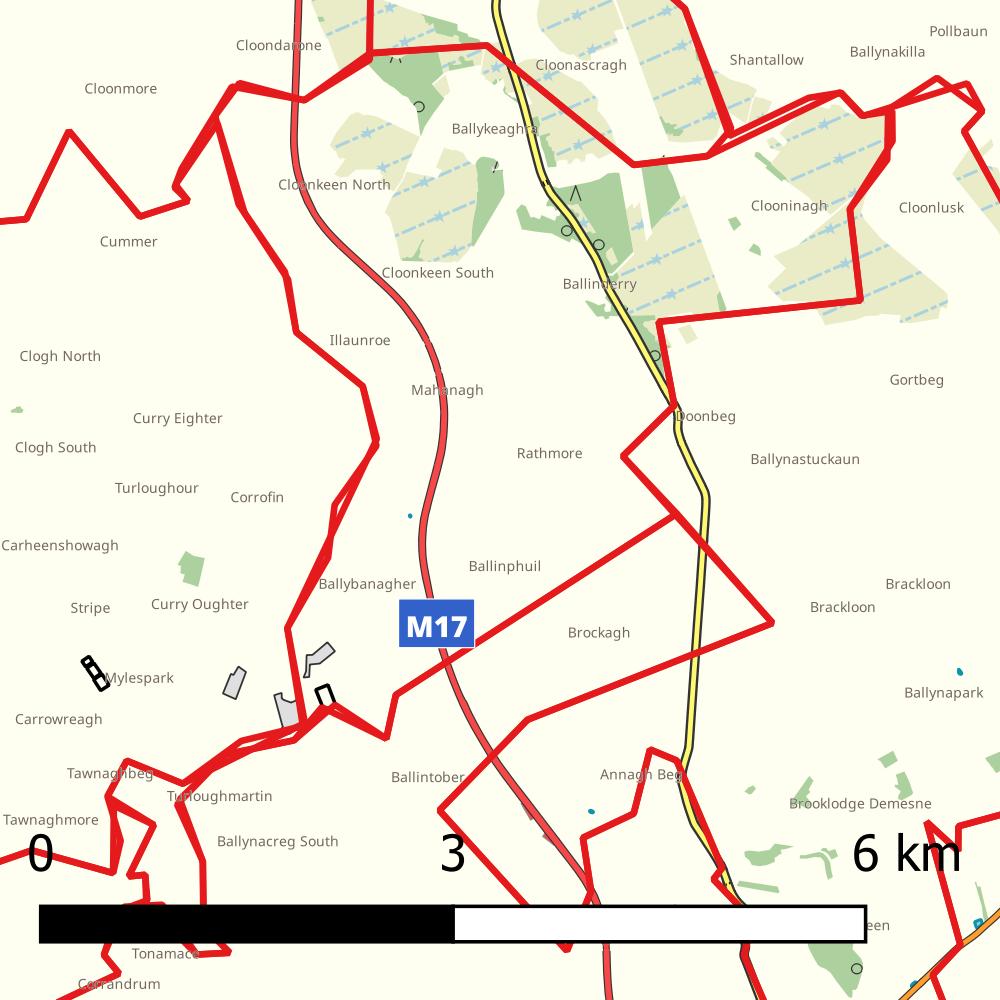 Pollbaun
Cloondarone
Ballynakilla
Shantallow
Cloonascragh
Cloonmore
Ballykeaghra
Cloonkeen North
Clooninagh
Cloonlusk
Cummer
Cloonkeen South
Ballinderry
Illaunroe
Clogh North
Gortbeg
Mahanagh
Curry Eighter
Doonbeg
Clogh South
Rathmore
Ballynastuckaun
Turloughour
Corrofin
Carheenshowagh
Ballinphuil
Ballybanagher
Brackloon
Stripe
Curry Oughter
Brackloon
M17
Brockagh
Mylespark
Ballynapark
Carrowreagh
Tawnaghbeg
Ballintober
Annagh Beg
Turloughmartin
Brooklodge Demesne
Tawnaghmore
Ballynacreg South
0 3 6 km
een
Tonamace
Corrandrum